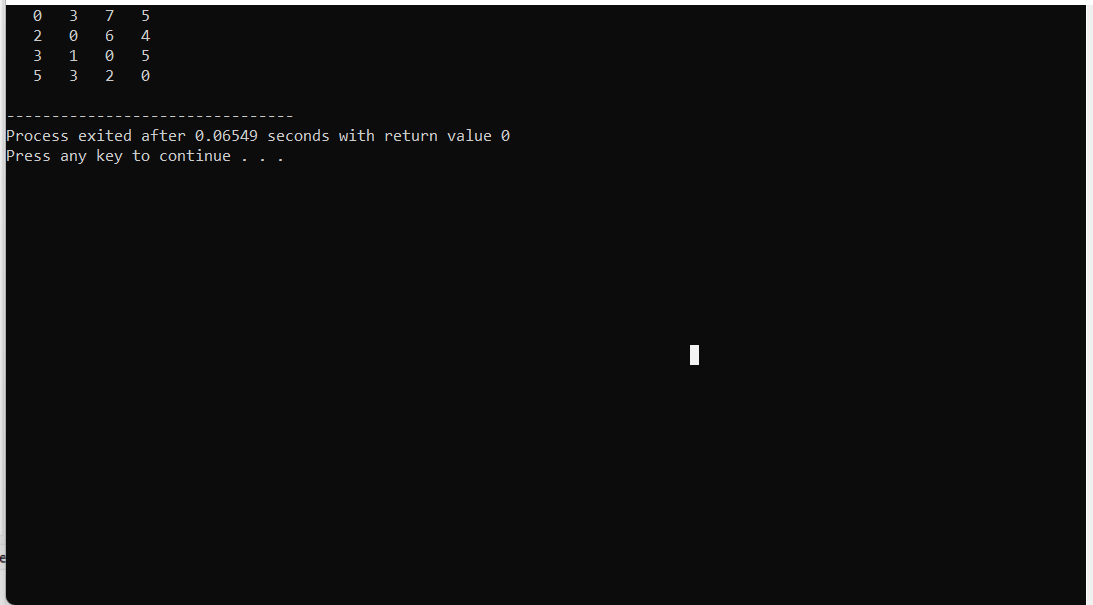 0 3 7 5
2 0 6 4
3 1 0 5
5 3 2 0
--------------------------------
Process exited after 0.06549 seconds with return value 0
Press any key to continue . . .
e